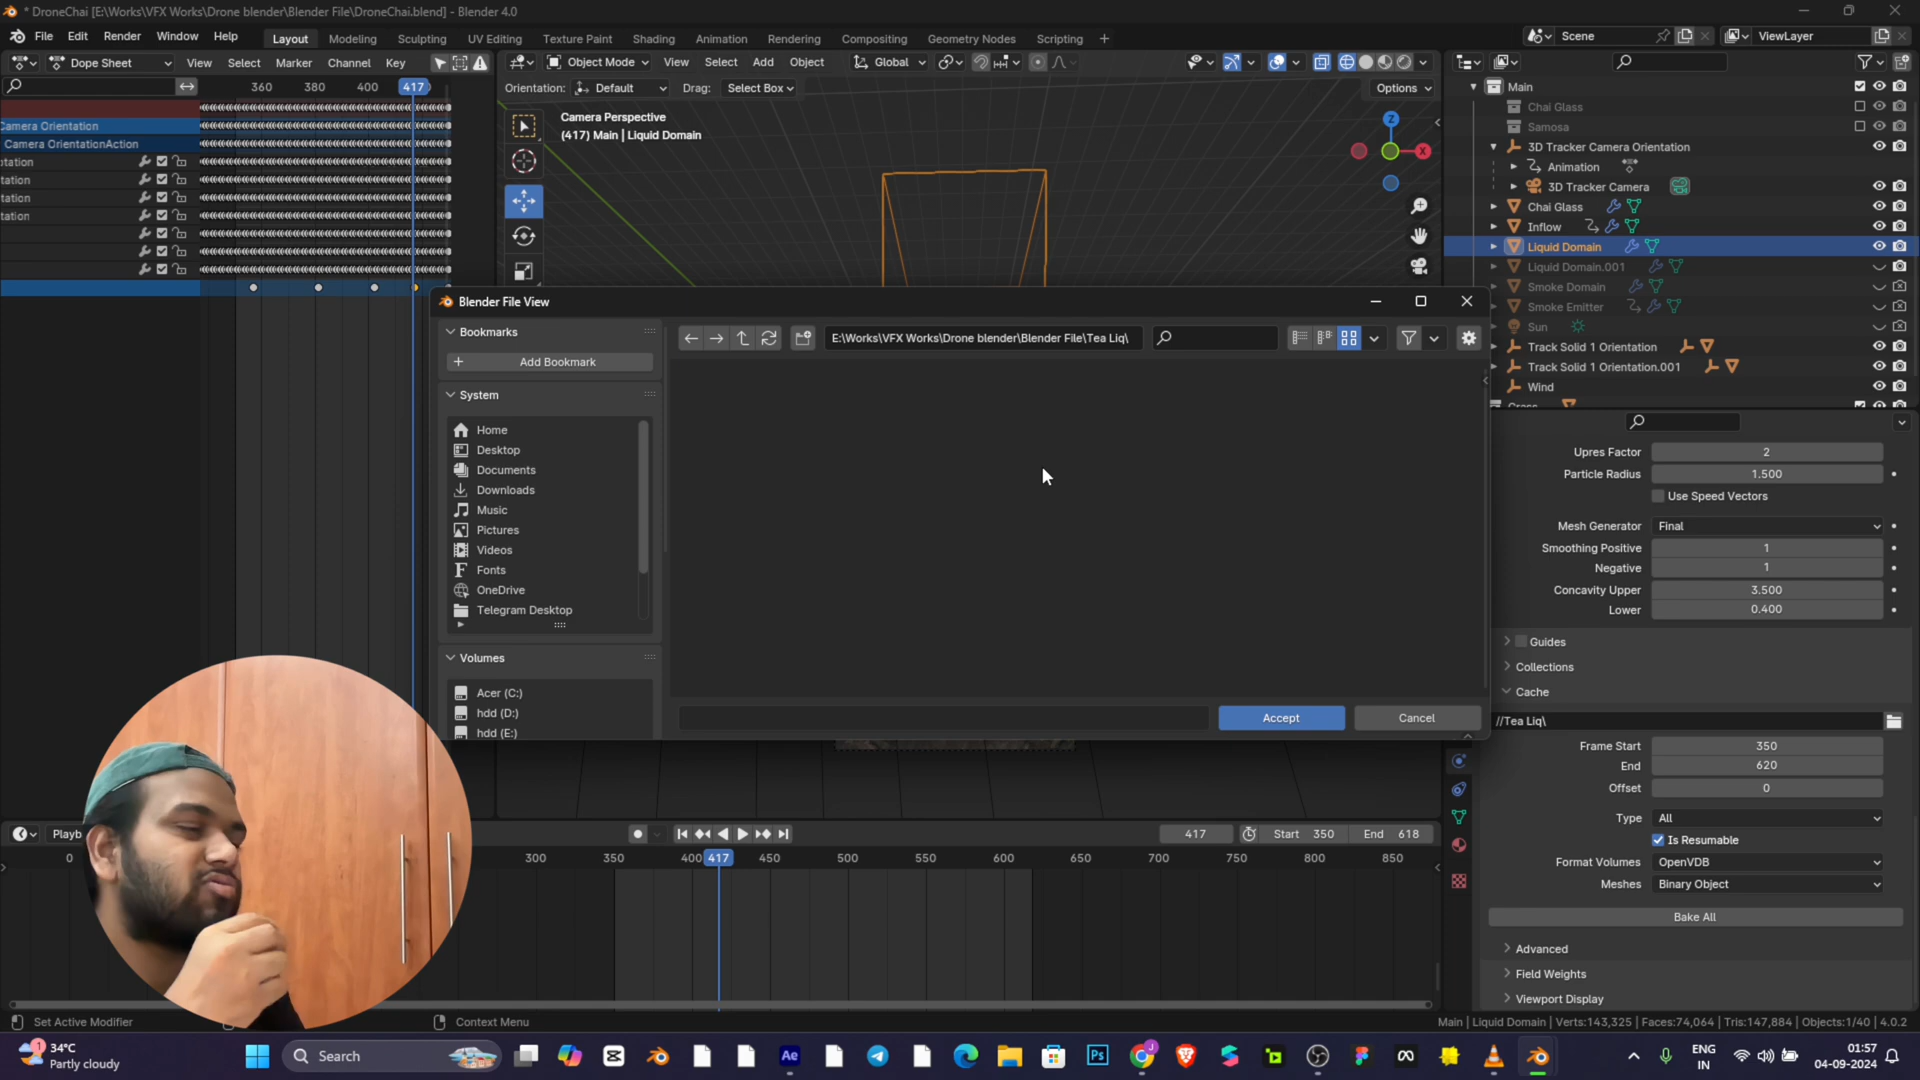 * DroneChai [E:\Works\VFX Works\Drone blender\Blender File\DroneChai.blend] - Blender 4.0
File Edit Render Window Help
Layout Modeling Sculpting UV Editing Texture Paint Shading Animation Rendering Compositing Geometry Nodes Scripting +
Scene
ViewLayer
Dope Sheet View Select Marker Channel Key
Object Mode View Select Add Object Global
360 380 400 417
Orientation: Default Drag: Select Box Options
Camera Orientation
Camera OrientationAction
otation
tation
tation
otation
Camera Perspective
(417) Main | Liquid Domain
Z
X
Main
Chai Glass
Samosa
3D Tracker Camera Orientation
Animation
3D Tracker Camera
Chai Glass
Inflow
Liquid Domain
Liquid Domain.001
Smoke Domain
Smoke Emitter
Sun
Track Solid 1 Orientation
Track Solid 1 Orientation.001
Wind
Blender File View
Bookmarks
Add Bookmark
E:\Works\VFX Works\Drone blender\Blender File\Tea Liq\
System
Home
Desktop
Documents
Downloads
Music
Pictures
Videos
Fonts
OneDrive
Telegram Desktop
Volumes
Acer (C:)
hdd (D:)
hdd (E:)
Accept
Cancel
Upres Factor 2
Particle Radius 1.500
Use Speed Vectors
Mesh Generator Final
Smoothing Positive 1
Negative 1
Concavity Upper 3.500
Lower 0.400
Guides
Collections
Cache
//Tea Liq\
Frame Start 350
End 620
Offset 0
Type All
Is Resumable
Format Volumes OpenVDB
Meshes Binary Object
Bake All
Advanced
Field Weights
Viewport Display
Playb
417 Start 350 End 618
0 300 350 400 417 450 500 550 600 650 700 750 800 850
Set Active Modifier
Context Menu
Main | Liquid Domain | Verts:143,325 | Faces:74,064 | Tris:147,884 | Objects:1/40 | 4.0.2
1
34°C
Partly cloudy
Search
Ae
Ps
J
ENG
IN
01:57
04-09-2024